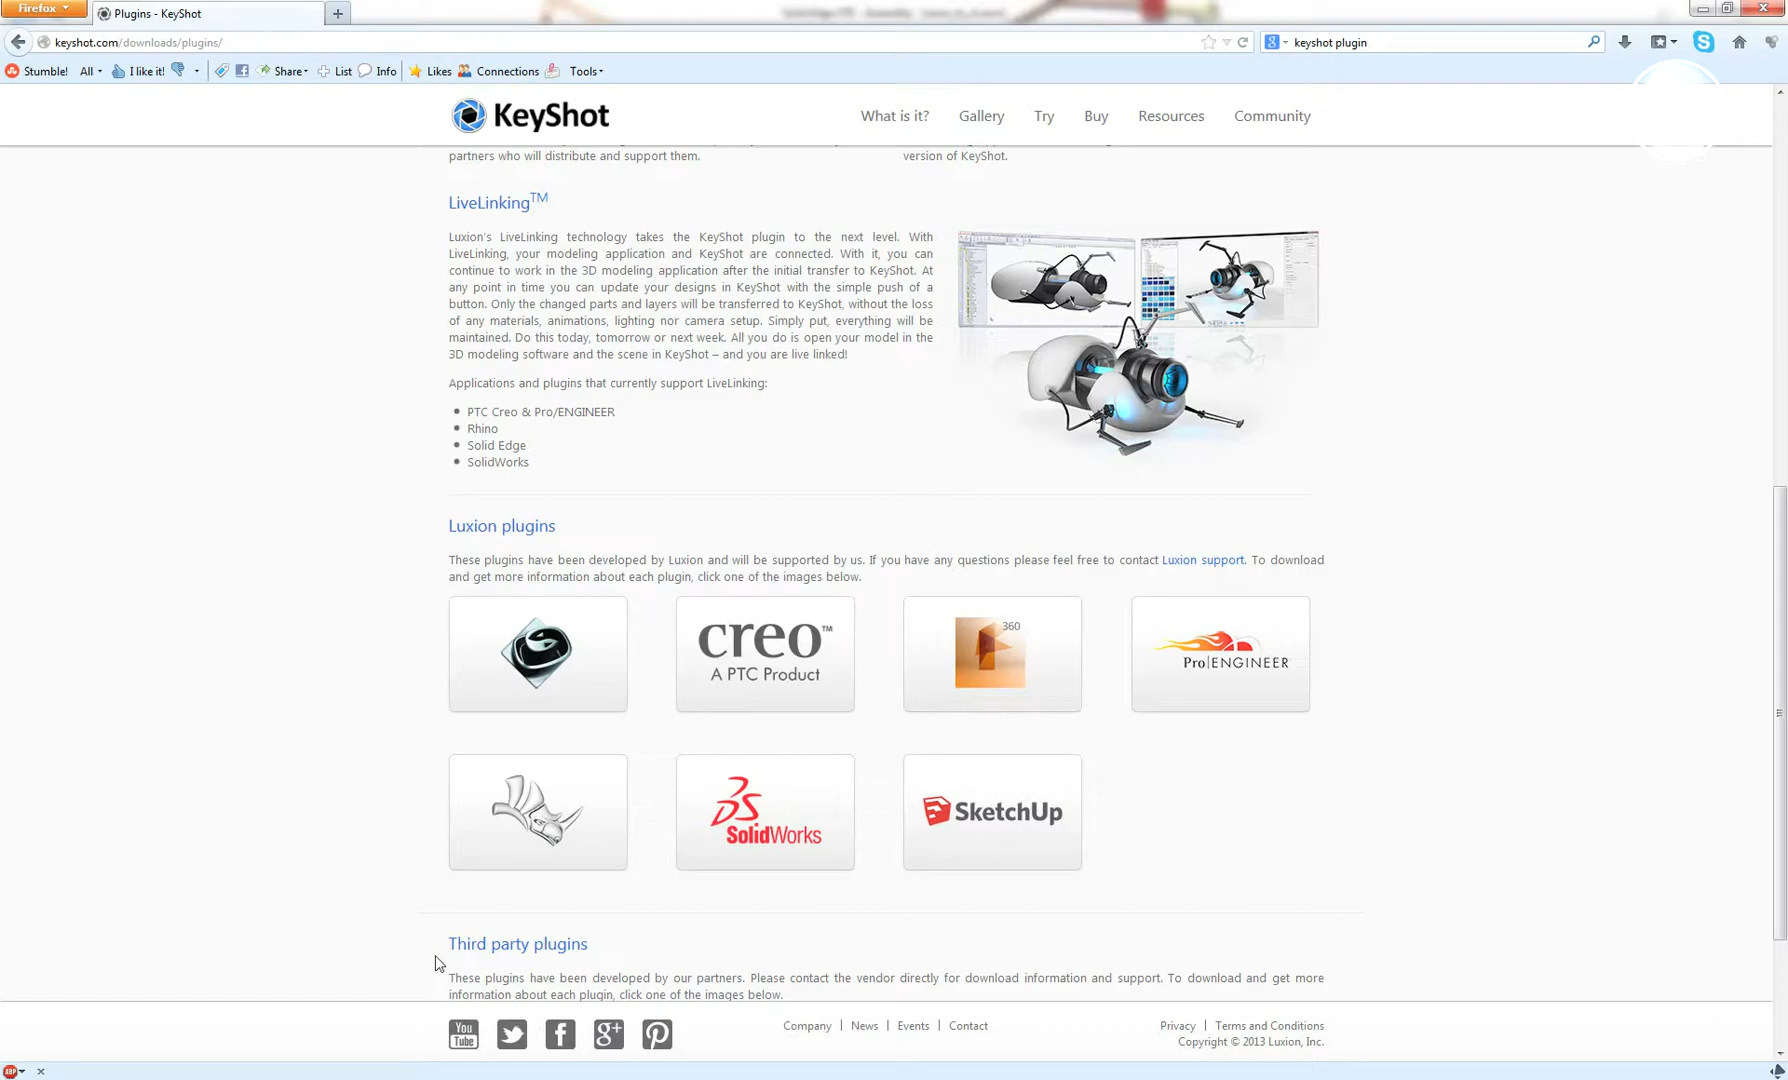 Firefox
Plugins - KeyShot
keyshot.com/downloads/plugins/
keyshot plugin
Stumble! All I like it! Share List Info Likes Connections Tools
KeyShot
What is it? Gallery Try Buy Resources Community
partners who will distribute and support them.
version of KeyShot.
LiveLinking™
Luxion's LiveLinking technology takes the KeyShot plugin to the next level. With
LiveLinking, your modeling application and KeyShot are connected. With it, you can
continue to work in the 3D modeling application after the initial transfer to KeyShot. At
any point in time you can update your designs in KeyShot with the simple push of a
button. Only the changed parts and layers will be transferred to KeyShot, without the loss
of any materials, animations, lighting nor camera setup. Simply put, everything will be
maintained. Do this today, tomorrow or next week. All you do is open your model in the
3D modeling software and the scene in KeyShot – and you are live linked!
Applications and plugins that currently support LiveLinking:
PTC Creo & Pro/ENGINEER
Rhino
Solid Edge
SolidWorks
Luxion plugins
These plugins have been developed by Luxion and will be supported by us. If you have any questions please feel free to contact Luxion support. To download
and get more information about each plugin, click one of the images below.
creo™
A PTC Product
360
Pro|ENGINEER
SolidWorks
SketchUp
Third party plugins
These plugins have been developed by our partners. Please contact the vendor directly for download information and support. To download and get more
information about each plugin, click one of the images below.
You
Tube
Company | News | Events | Contact
Privacy | Terms and Conditions
Copyright © 2013 Luxion, Inc.
ABP